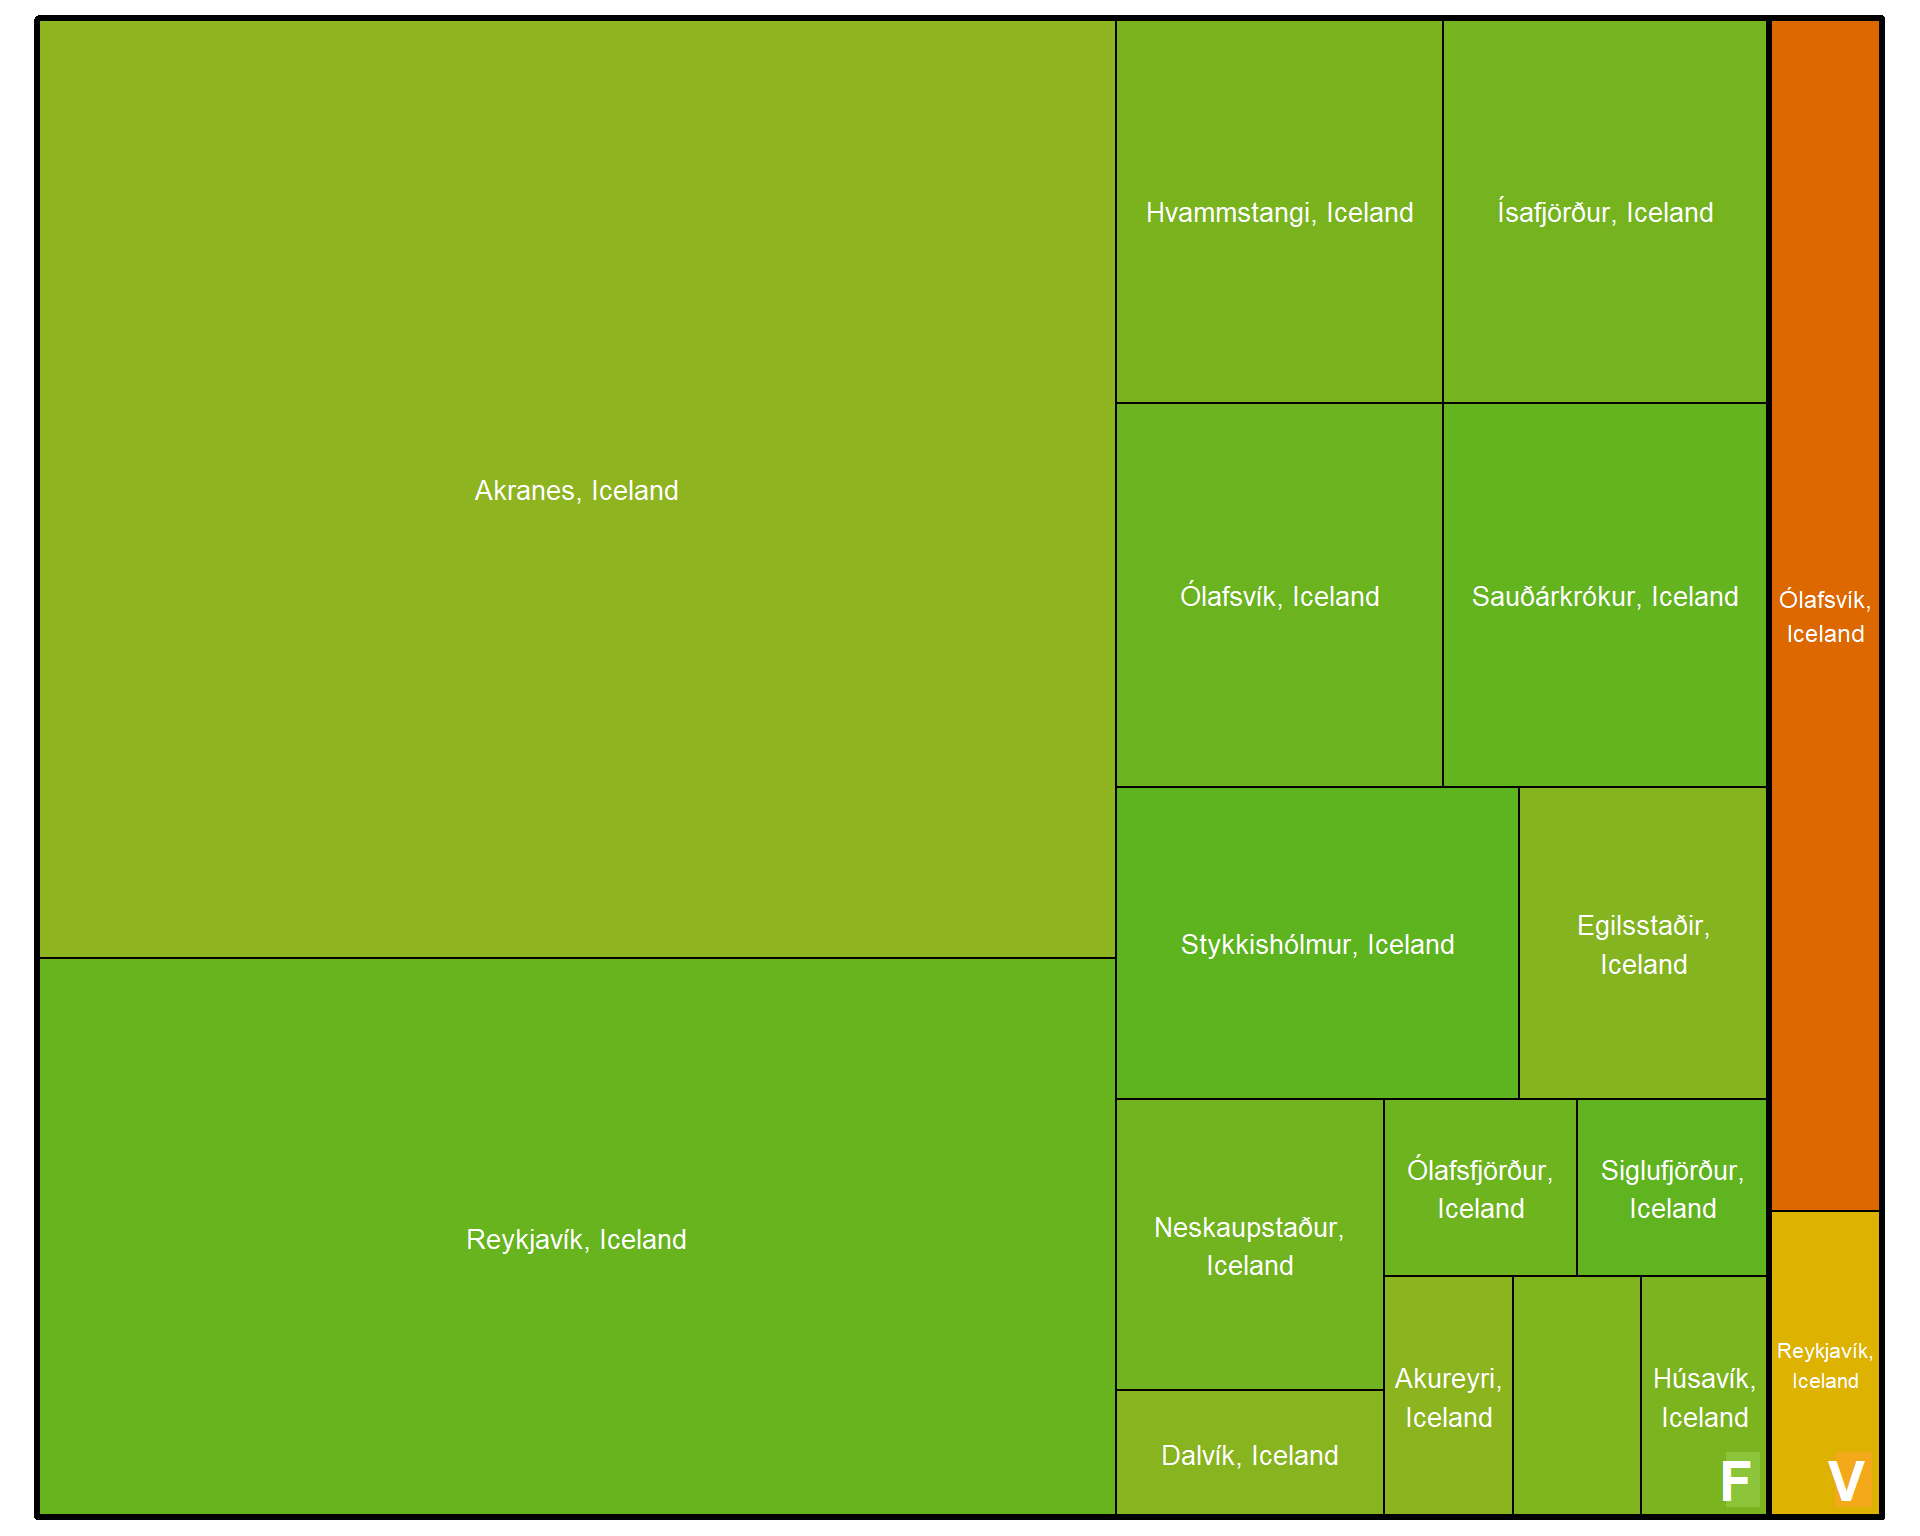 Akranes, Iceland
Reykjavík, Iceland
Hvammstangi, Iceland
Ísafjörður, Iceland
Ólafsvík, Iceland
Sauðárkrókur, Iceland
Stykkishólmur, Iceland
Egilsstaðir,
Iceland
Neskaupstaður,
Iceland
Ólafsfjörður,
Iceland
Siglufjörður,
Iceland
Dalvík, Iceland
Akureyri,
Iceland
Húsavík,
Iceland
F
Ólafsvík,
Iceland
Reykjavík,
Iceland
V